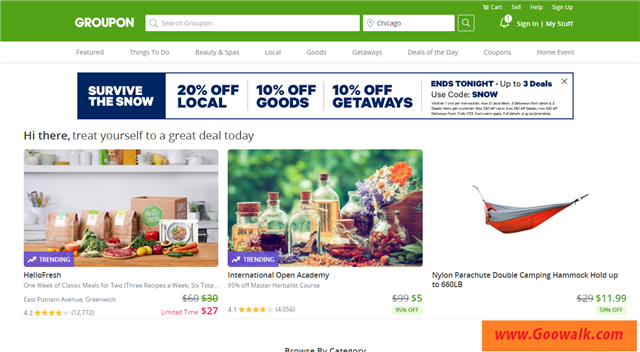 Cart Sell Help Sign Up
GROUPON Search Groupon Chicago 1 Sign In | My Stuff
Featured Things To Do Beauty & Spas Local Goods Getaways Deals of the Day Coupons Home Event
SURVIVE THE SNOW
20% OFF LOCAL
10% OFF GOODS
10% OFF GETAWAYS
ENDS TONIGHT • Up to 3 Deals
Use Code: SNOW
Hi there, treat yourself to a great deal today
HELLO FRESH
TRENDING
HelloFresh
One Week of Classic Meals for Two (Three Recipes a Week; Six Tota...
East Putnam Avenue, Greenwich $60 $30
4.2 (12,772) Limited Time $27
TRENDING
International Open Academy
95% off Master Herbalist Course
$99 $5
4.1 (4,056) 95% OFF
Nylon Parachute Double Camping Hammock Hold up
to 660LB
$29 $11.99
59% OFF
www.Goowalk.com
Browse By Category